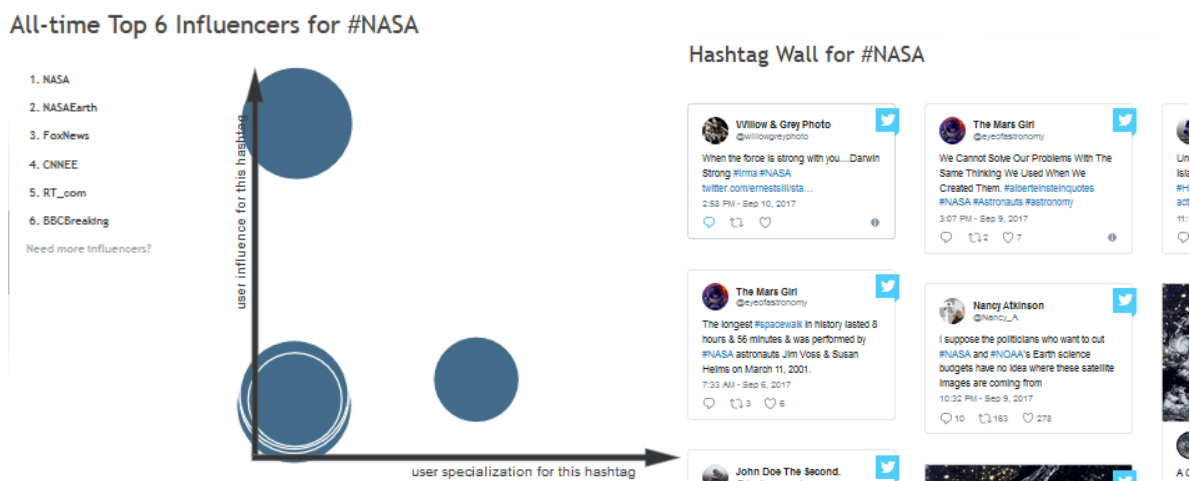 All-time Top 6 Influencers for #NASA
1. NASA
2. NASAEarth
3. FoxNews
4. CNNEE
5. RT_com
6. BBCBreaking
Need more influencers?
user influence for this hashtag
user specialization for this hashtag
Hashtag Wall for #NASA
Willow & Grey Photo
@willowgreyphoto
When the force is strong with you....Darwin
Strong #Irma #NASA
twitter.com/ernestsill/sta…
2:58 PM - Sep 10, 2017
The Mars Girl
@eyeofastronomy
The longest #spacewalk in history lasted 8
hours & 56 minutes & was performed by
#NASA astronauts Jim Voss & Susan
Helms on March 11, 2001.
7:33 AM - Sep 6, 2017
3 6
John Doe The Second.
The Mars Girl
@eyeofastronomy
We Cannot Solve Our Problems With The
Same Thinking We Used When We
Created Them. #alberteinsteinquotes
#NASA #Astronauts #astronomy
3:07 PM - Sep 9, 2017
2 7
Nancy Atkinson
@Nancy_A
I suppose the politicians who want to cut
#NASA and #NOAA's Earth science
budgets have no idea where these satellite
images are coming from
10:32 PM - Sep 9, 2017
10 163 278
Un
Isla
#H
act
11:
A C